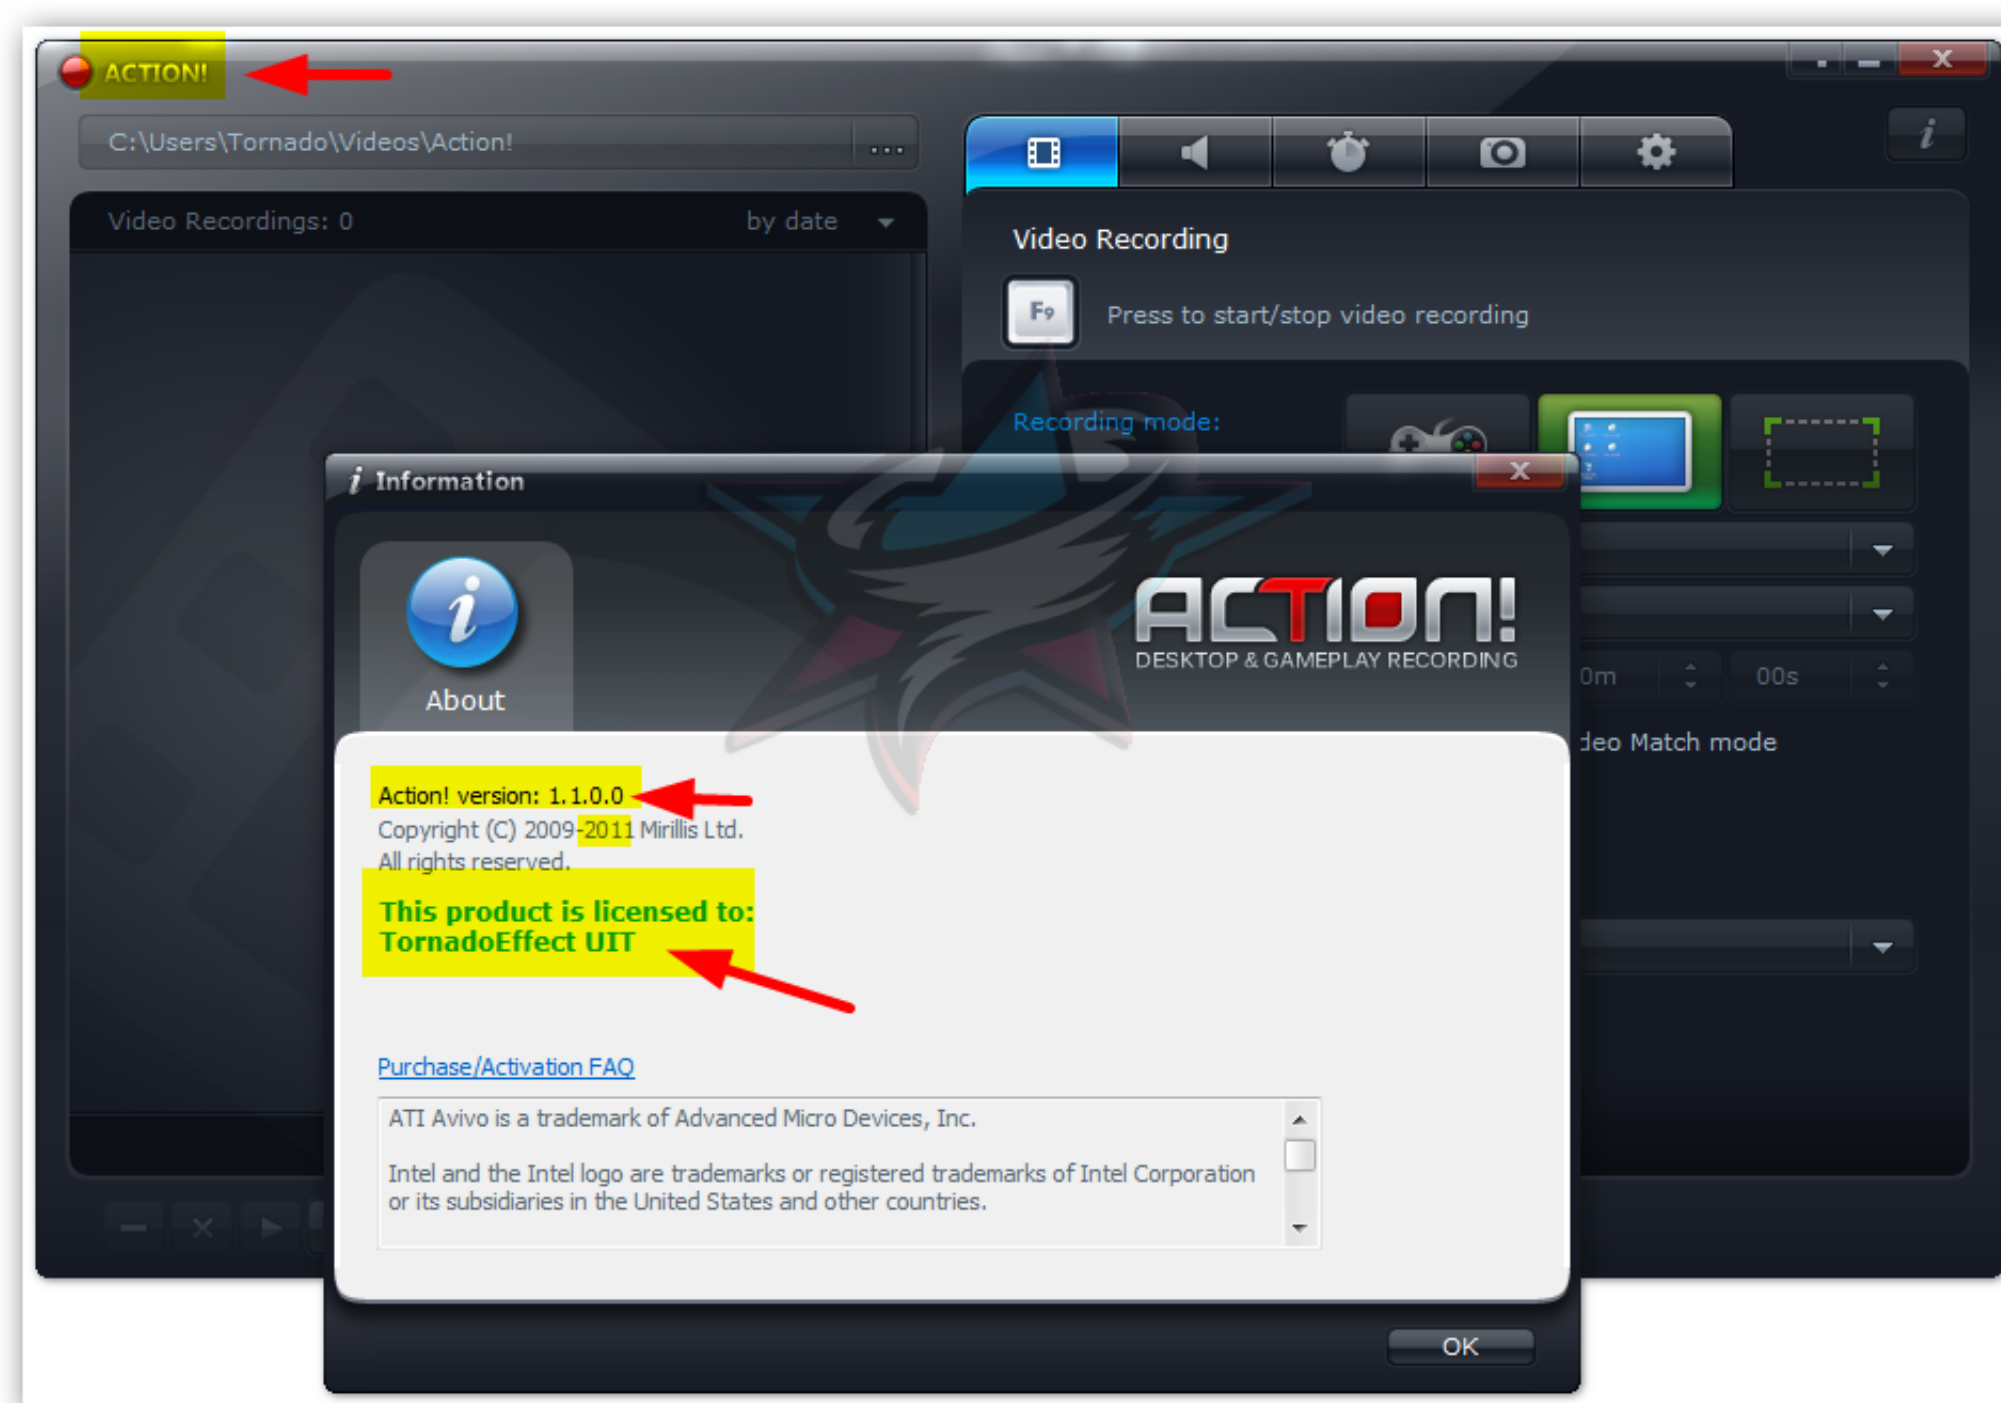 ACTION!
C:\Users\Tornado\Videos\Action!
...
i
Video Recordings: 0
by date
Video Recording
F9
Press to start/stop video recording
Recording mode:
i Information
X
About
ACTION!
DESKTOP & GAMEPLAY RECORDING
0m
00s
deo Match mode
Action! version: 1.1.0.0
Copyright (C) 2009-2011 Mirillis Ltd.
All rights reserved.
This product is licensed to:
TornadoEffect UIT
Purchase/Activation FAQ
ATI Avivo is a trademark of Advanced Micro Devices, Inc.
Intel and the Intel logo are trademarks or registered trademarks of Intel Corporation
or its subsidiaries in the United States and other countries.
OK